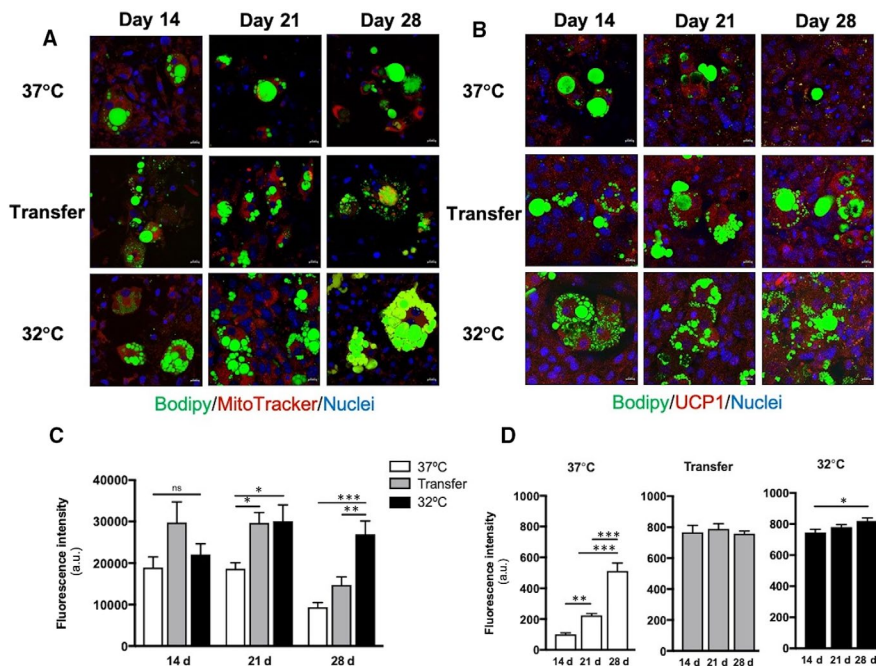 A
Day 14 Day 21 Day 28
37°C
Transfer
32°C
Bodipy/MitoTracker/Nuclei
B
Day 14 Day 21 Day 28
37°C
Transfer
32°C
Bodipy/UCP1/Nuclei
C
37ºC
Transfer
32ºC
Fluorescence intensity
(a.u.)
40000
30000
20000
10000
0
ns
*
*
***
**
14 d 21 d 28 d
D
37°C
Fluorescence intensity
(a.u.)
1000
800
600
400
200
0
***
***
**
14 d 21 d 28 d
Transfer
1000
800
600
400
200
0
14 d 21 d 28 d
32°C
1000
800
600
400
200
0
*
14 d 21 d 28 d